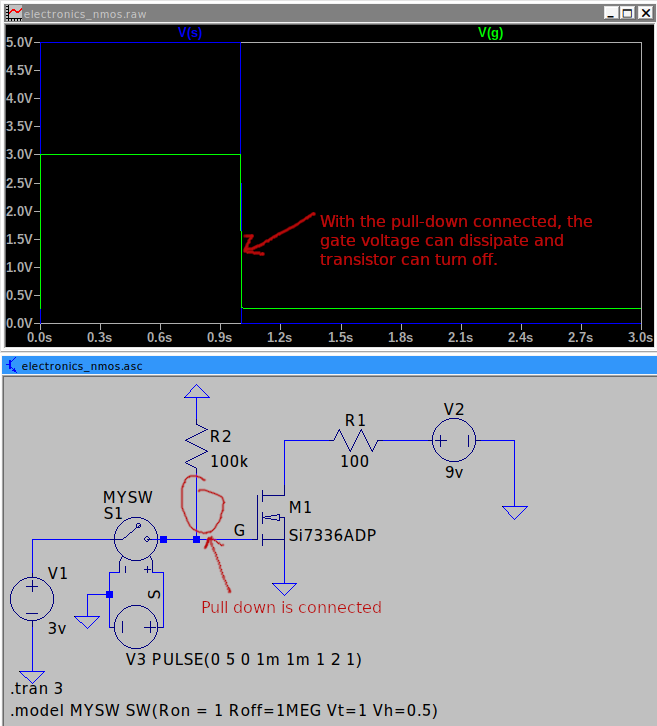 electronics_nmos.raw
V(s) V(g)
5.0V
4.5V
4.0V
3.5V
3.0V
2.5V
2.0V
1.5V
1.0V
0.5V
0.0V
With the pull-down connected, the
gate voltage can dissipate and
transistor can turn off.
0.0s 0.3s 0.6s 0.9s 1.2s 1.5s 1.8s 2.1s 2.4s 2.7s 3.0s
electronics_nmos.asc
R2
100k
R1
100
V2
9v
MYSW
S1
G
M1
Si7336ADP
V1
3v
S
Pull down is connected
V3 PULSE(0 5 0 1m 1m 1 2 1)
.tran 3
.model MYSW SW(Ron = 1 Roff=1MEG Vt=1 Vh=0.5)